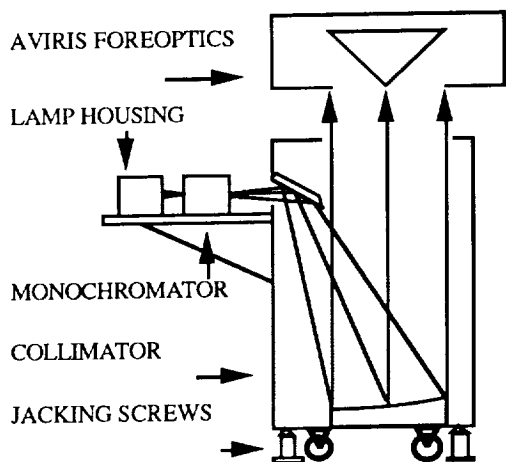 AVIRIS FOREOPTICS
LAMP HOUSING
MONOCHROMATOR
COLLIMATOR
JACKING SCREWS